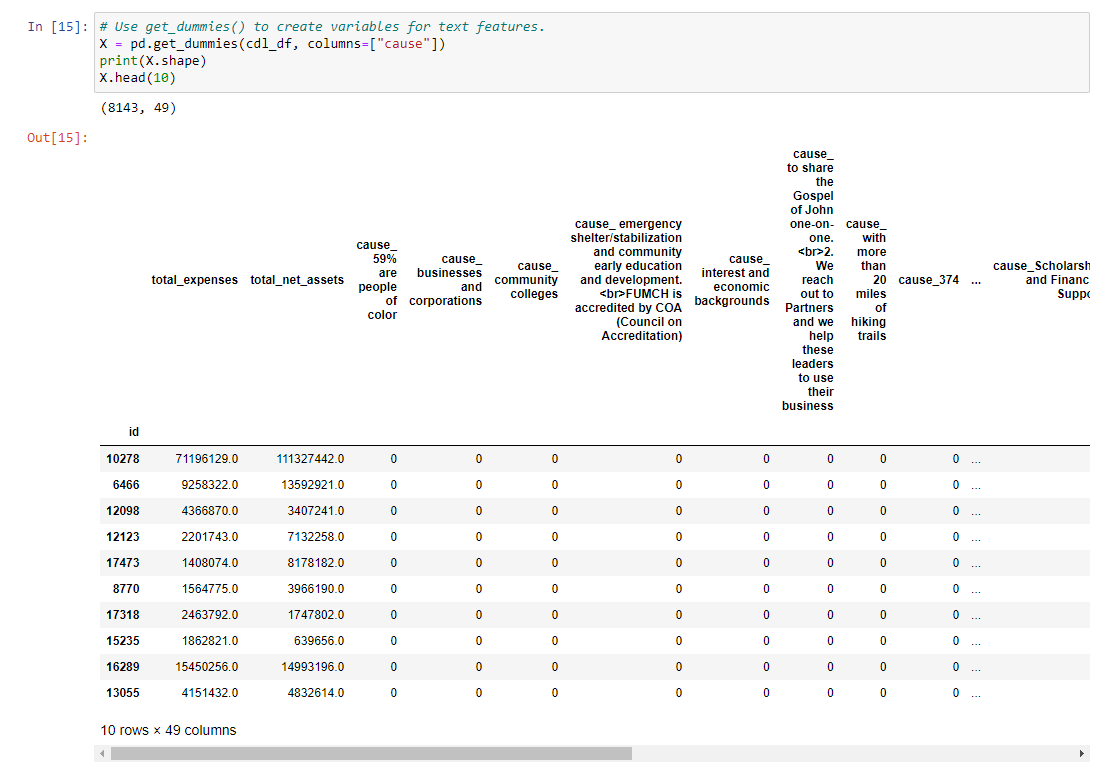 In [15]: # Use get_dummies() to create variables for text features.
X = pd.get_dummies(cdl_df, columns=["cause"])
print(X.shape)
X.head(10)
(8143, 49)
Out[15]:
total_expenses
total_net_assets
cause_
59%
are
people
of
color
cause_
businesses
and
corporations
cause_
community
colleges
cause_ emergency
shelter/stabilization
and community
early education
and development.
<br>FUMCH is
accredited by COA
(Council on
Accreditation)
cause_
interest and
economic
backgrounds
cause_
to share
the
Gospel
of John
one-on-
one.
<br>2.
We
reach
out to
Partners
and we
help
these
leaders
to use
their
business
cause_
with
more
than
20
miles
of
hiking
trails
cause_374
...
cause_Scholarsh
and Financ
Suppo
id
10278 71196129.0 111327442.0 0 0 0 0 0 0 0 0 ...
6466 9258322.0 13592921.0 0 0 0 0 0 0 0 0 ...
12098 4366870.0 3407241.0 0 0 0 0 0 0 0 0 ...
12123 2201743.0 7132258.0 0 0 0 0 0 0 0 0 ...
17473 1408074.0 8178182.0 0 0 0 0 0 0 0 0 ...
8770 1564775.0 3966190.0 0 0 0 0 0 0 0 0 ...
17318 2463792.0 1747802.0 0 0 0 0 0 0 0 0 ...
15235 1862821.0 639656.0 0 0 0 0 0 0 0 0 ...
16289 15450256.0 14993196.0 0 0 0 0 0 0 0 0 ...
13055 4151432.0 4832614.0 0 0 0 0 0 0 0 0 ...
10 rows × 49 columns